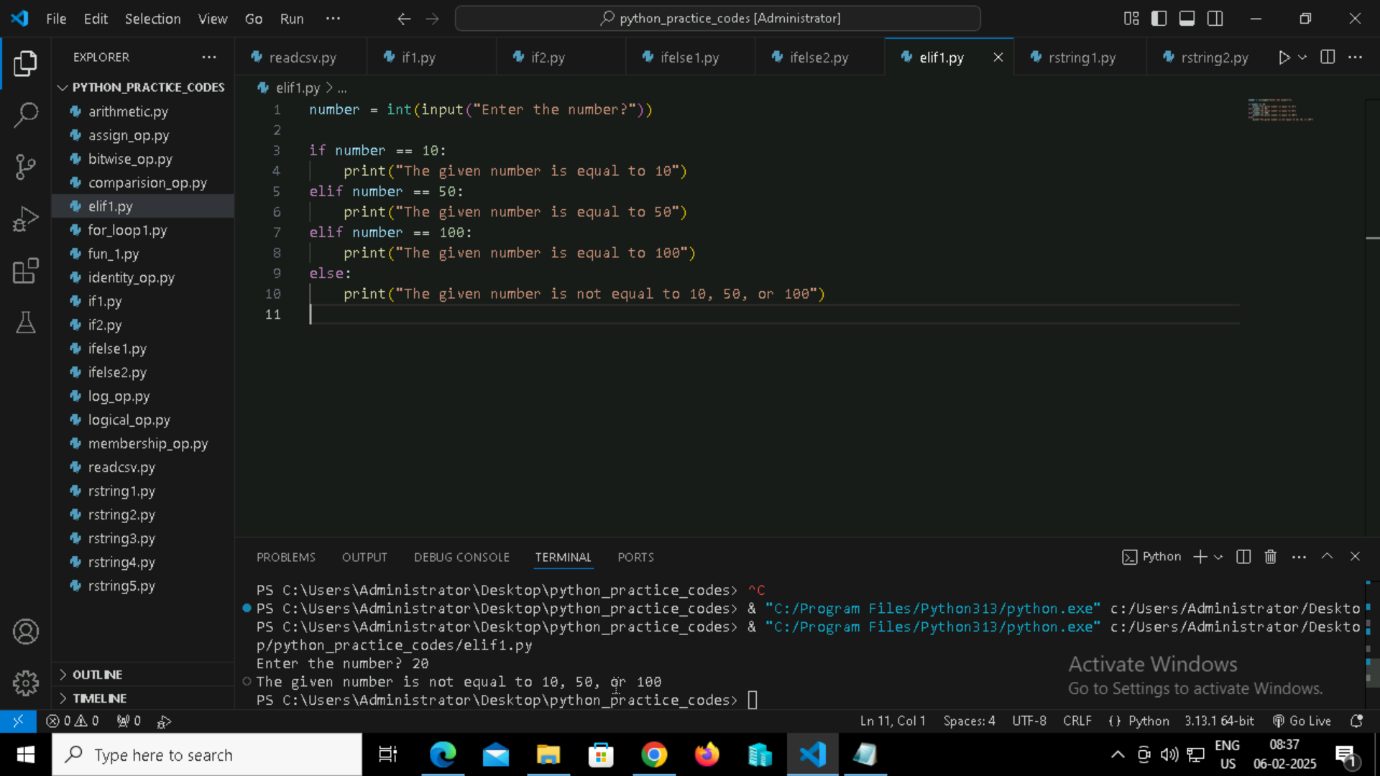 File Edit Selection View Go Run ···
python_practice_codes [Administrator]
EXPLORER ···
readcsv.py if1.py if2.py ifelse1.py ifelse2.py elif1.py rstring1.py rstring2.py ···
PYTHON_PRACTICE_CODES
arithmetic.py
assign_op.py
bitwise_op.py
comparision_op.py
elif1.py
for_loop1.py
fun_1.py
identity_op.py
if1.py
if2.py
ifelse1.py
ifelse2.py
log_op.py
logical_op.py
membership_op.py
readcsv.py
rstring1.py
rstring2.py
rstring3.py
rstring4.py
rstring5.py
OUTLINE
TIMELINE
elif1.py > ...
1 number = int(input("Enter the number?"))
2
3 if number == 10:
4 print("The given number is equal to 10")
5 elif number == 50:
6 print("The given number is equal to 50")
7 elif number == 100:
8 print("The given number is equal to 100")
9 else:
10 print("The given number is not equal to 10, 50, or 100")
11
PROBLEMS OUTPUT DEBUG CONSOLE TERMINAL PORTS Python ···
PS C:\Users\Administrator\Desktop\python_practice_codes> ^C
PS C:\Users\Administrator\Desktop\python_practice_codes> & "C:/Program Files/Python313/python.exe" c:/Users/Administrator/Deskto
PS C:\Users\Administrator\Desktop\python_practice_codes> & "C:/Program Files/Python313/python.exe" c:/Users/Administrator/Deskto
p/python_practice_codes/elif1.py
Enter the number? 20
The given number is not equal to 10, 50, or 100
PS C:\Users\Administrator\Desktop\python_practice_codes>
Activate Windows
Go to Settings to activate Windows.
0 0 0 Ln 11, Col 1 Spaces: 4 UTF-8 CRLF {} Python 3.13.1 64-bit Go Live
Type here to search
ENG
US
08:37
06-02-2025
1